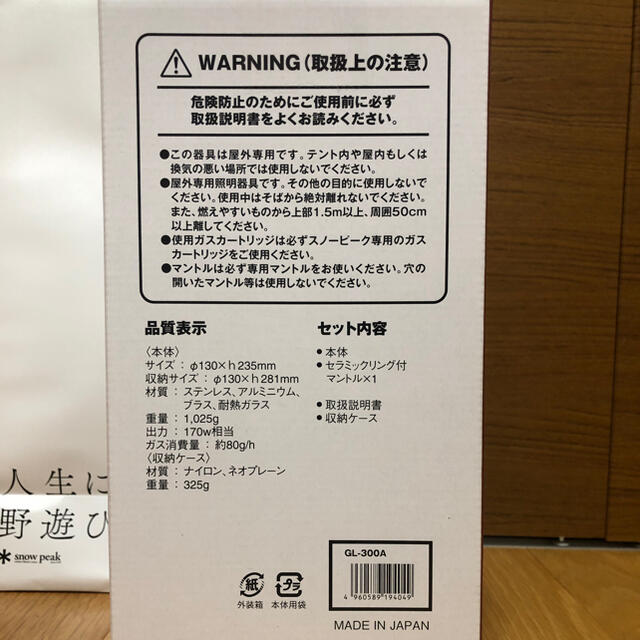 WARNING(取扱上の注意)
危険防止のためにご使用前に必ず
取扱説明書をよくお読みください。
●この器具は屋外専用です。テント内や屋内もしくは
換気の悪い場所では使用しないでください。
●屋外専用照明器具です。その他の目的に使用しないで
ください。使用中はそばから絶対離れないでください。
また、燃えやすいものから上部1.5m以上、周囲50cm
以上離してください。
●使用ガスカートリッジは必ずスノーピーク専用のガス
カートリッジをご使用ください。
●マントルは必ず専用マントルをお使いください。穴の
開いたマントル等は使用しないでください。
品質表示
〈本体〉
サイズ：φ130×h235mm
収納サイズ：φ130×h281mm
材質：ステンレス、アルミニウム、
ブラス、耐熱ガラス
重量：1,025g
出力：170w相当
ガス消費量：約80g/h
〈収納ケース〉
材質：ナイロン、ネオプレーン
重量：325g
セット内容
●本体
●セラミックリング付
マントル×1
●取扱説明書
●収納ケース
人生に
野遊び
snow peak
紙
外装箱
プラ
本体用袋
GL-300A
4 960589 194049
MADE IN JAPAN